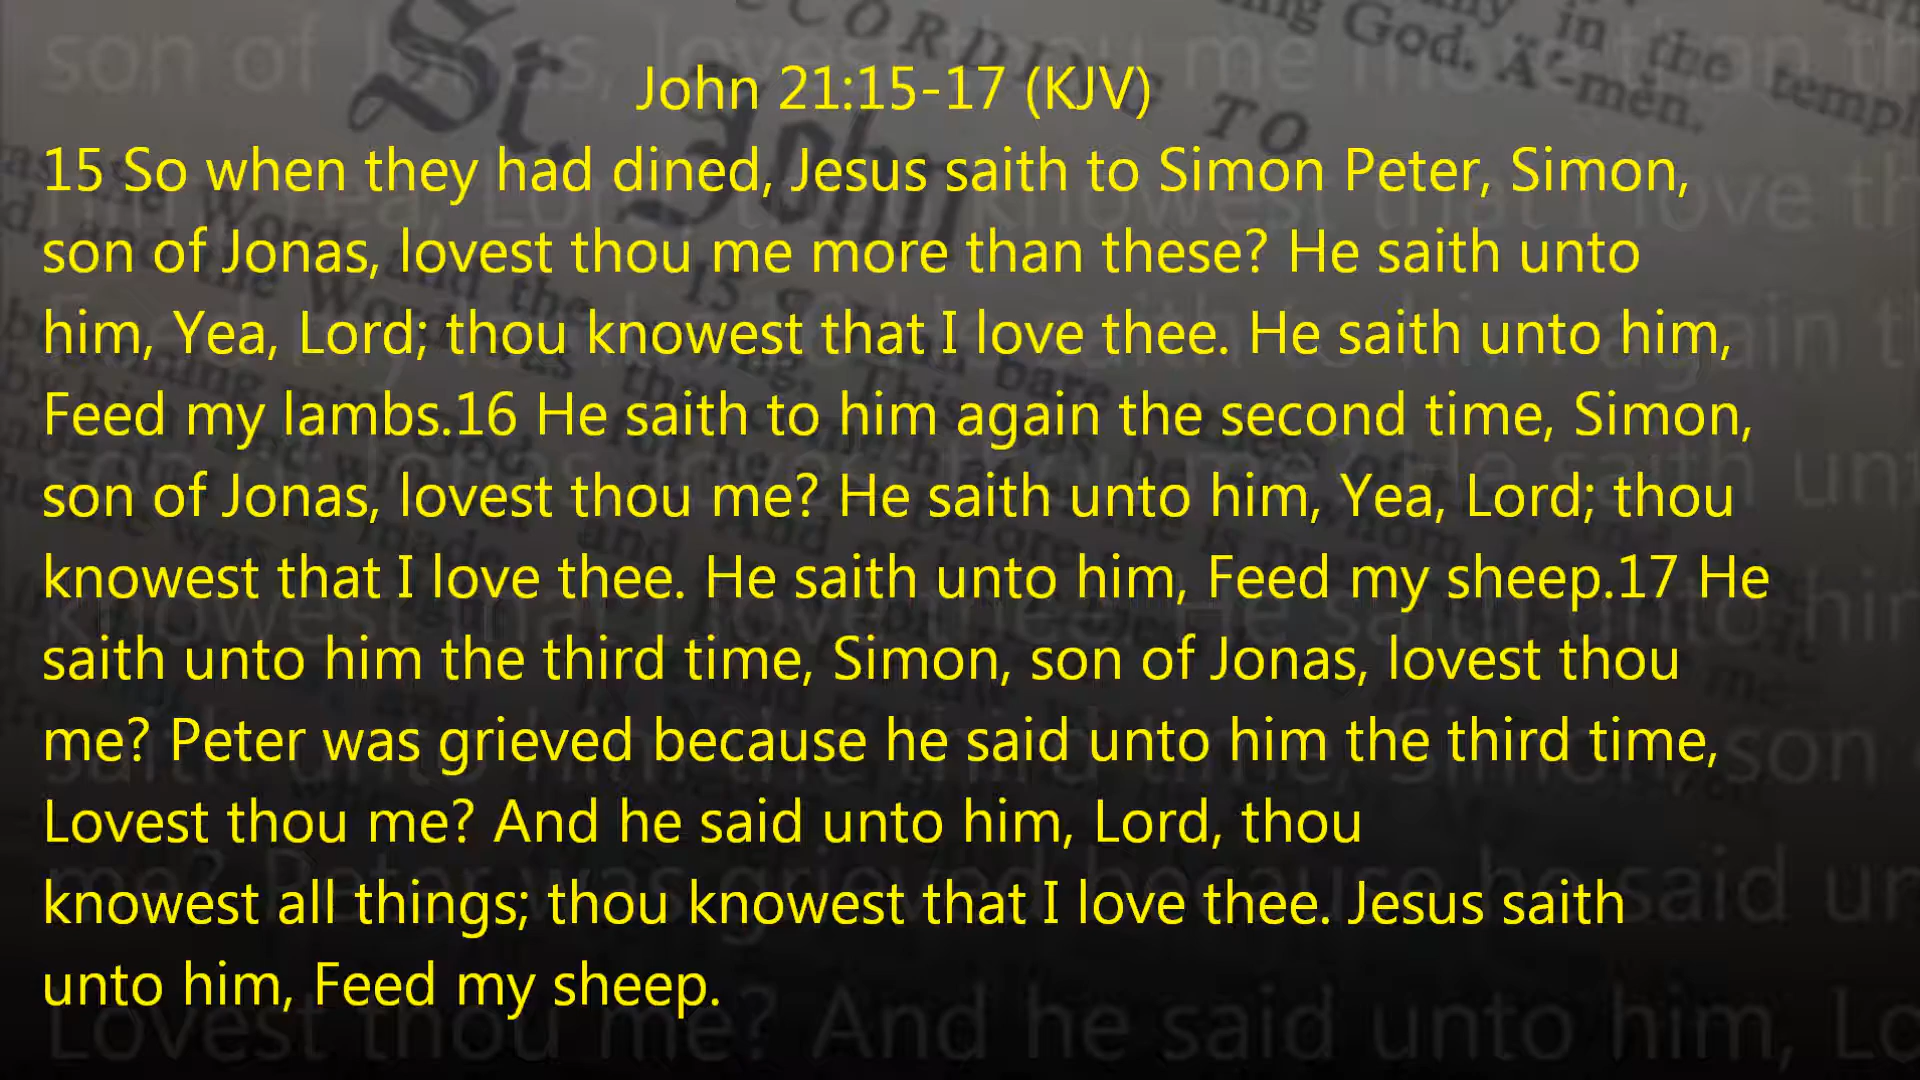 John 21:15-17 (KJV)
15 So when they had dined, Jesus saith to Simon Peter, Simon,
son of Jonas, lovest thou me more than these? He saith unto
him, Yea, Lord; thou knowest that I love thee. He saith unto him,
Feed my lambs.16 He saith to him again the second time, Simon,
son of Jonas, lovest thou me? He saith unto him, Yea, Lord; thou
knowest that I love thee. He saith unto him, Feed my sheep.17 He
saith unto him the third time, Simon, son of Jonas, lovest thou
me? Peter was grieved because he said unto him the third time,
Lovest thou me? And he said unto him, Lord, thou
knowest all things; thou knowest that I love thee. Jesus saith
unto him, Feed my sheep.